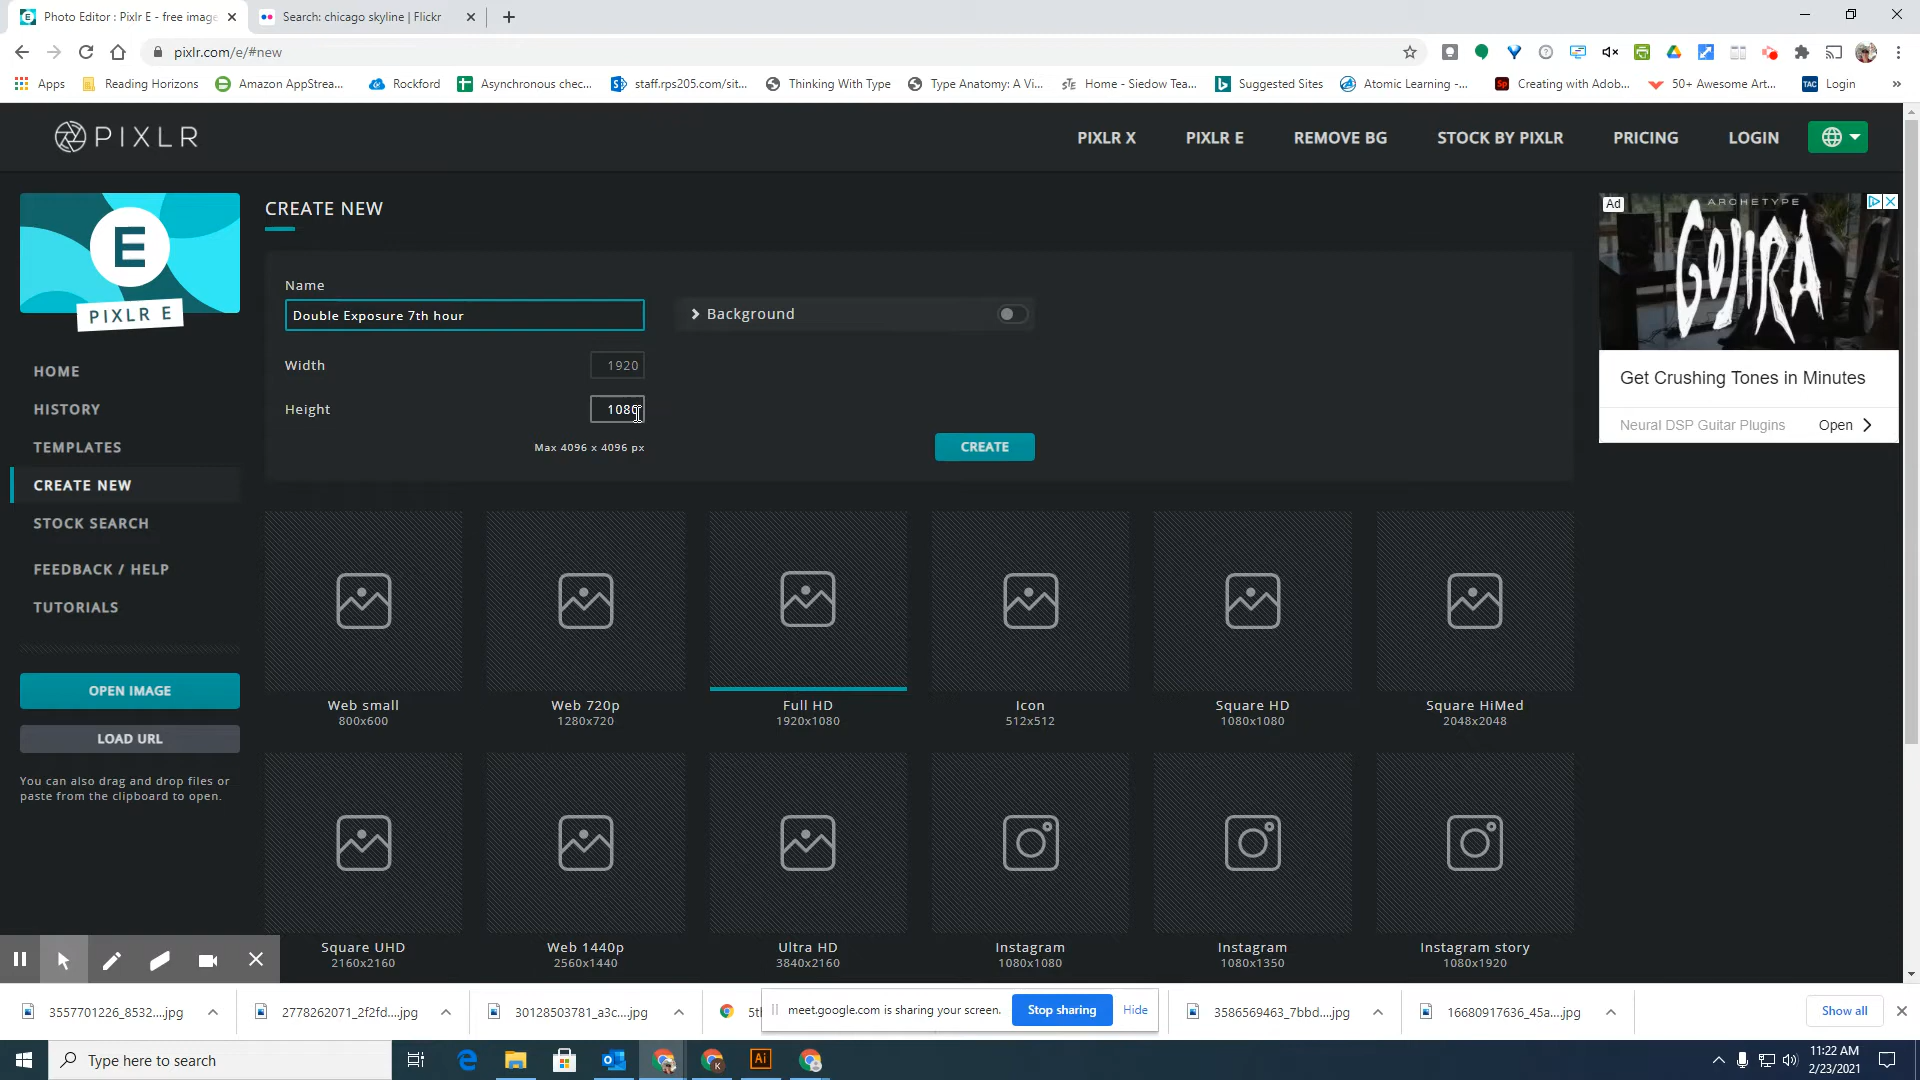 Photo Editor : Pixlr E - free image
Search: chicago skyline | Flickr
pixlr.com/e/#new
Apps
Reading Horizons
Amazon AppStrea...
Rockford
Asynchronous chec...
staff.rps205.com/sit...
Thinking With Type
Type Anatomy: A Vi...
Home - Siedow Tea...
Suggested Sites
Atomic Learning -...
Creating with Adob...
50+ Awesome Art...
Login
»
PIXLR
PIXLR X
PIXLR E
REMOVE BG
STOCK BY PIXLR
PRICING
LOGIN
E
PIXLR E
HOME
HISTORY
TEMPLATES
CREATE NEW
STOCK SEARCH
FEEDBACK / HELP
TUTORIALS
OPEN IMAGE
LOAD URL
You can also drag and drop files or
paste from the clipboard to open.
CREATE NEW
Name
Double Exposure 7th hour
Background
Width
1920
Height
1080
Max 4096 x 4096 px
CREATE
Web small
800x600
Web 720p
1280x720
Full HD
1920x1080
Icon
512x512
Square HD
1080x1080
Square HiMed
2048x2048
Square UHD
2160x2160
Web 1440p
2560x1440
Ultra HD
3840x2160
Instagram
1080x1080
Instagram
1080x1350
Instagram story
1080x1920
Ad
ARCHETYPE
GOJIRA
Get Crushing Tones in Minutes
Neural DSP Guitar Plugins
Open
3557701226_8532....jpg
2778262071_2f2fd....jpg
30128503781_a3c....jpg
5th
meet.google.com is sharing your screen.
Stop sharing
Hide
3586569463_7bbd....jpg
16680917636_45a....jpg
Show all
Type here to search
Ai
11:22 AM
2/23/2021